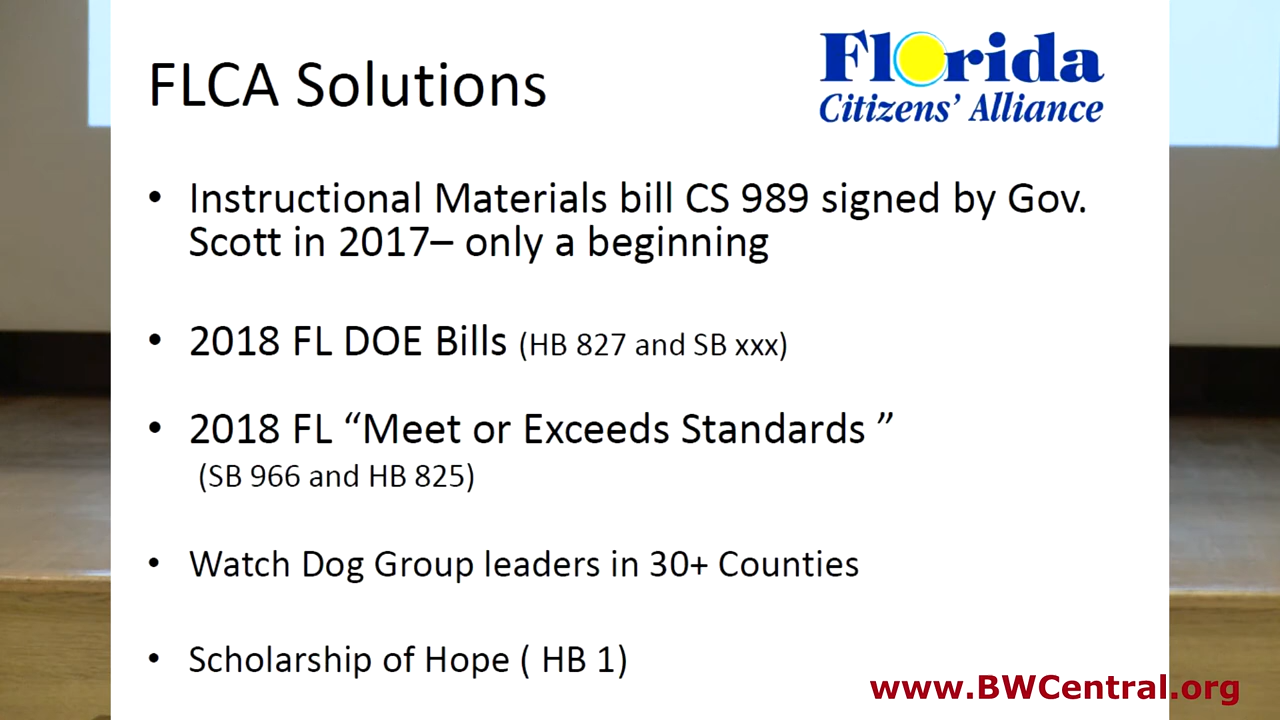 FLCA Solutions
Florida
Citizens' Alliance
• Instructional Materials bill CS 989 signed by Gov.
Scott in 2017– only a beginning
• 2018 FL DOE Bills (HB 827 and SB xxx)
• 2018 FL “Meet or Exceeds Standards ”
(SB 966 and HB 825)
• Watch Dog Group leaders in 30+ Counties
• Scholarship of Hope ( HB 1)
www.BWCentral.org